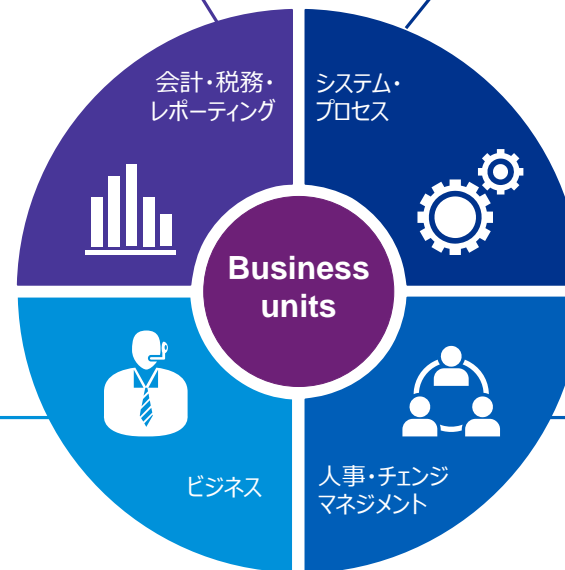 会計・税務・
レポーティング
システム・
プロセス
Business
units
ビジネス
人事・チェンジ
マネジメント